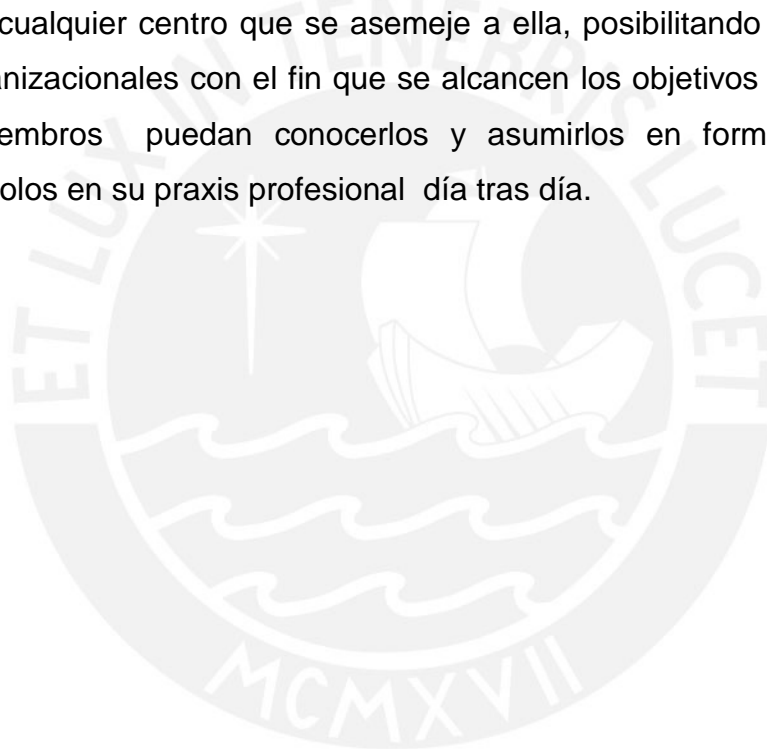 cualquier centro que se asemeje a ella, posibilitando
anizacionales con el fin que se alcancen los objetivos
embros puedan conocerlos y asumirlos en form
olos en su praxis profesional día tras día.
ET LUX IN TENEBRIS LUCET
MCMXVII